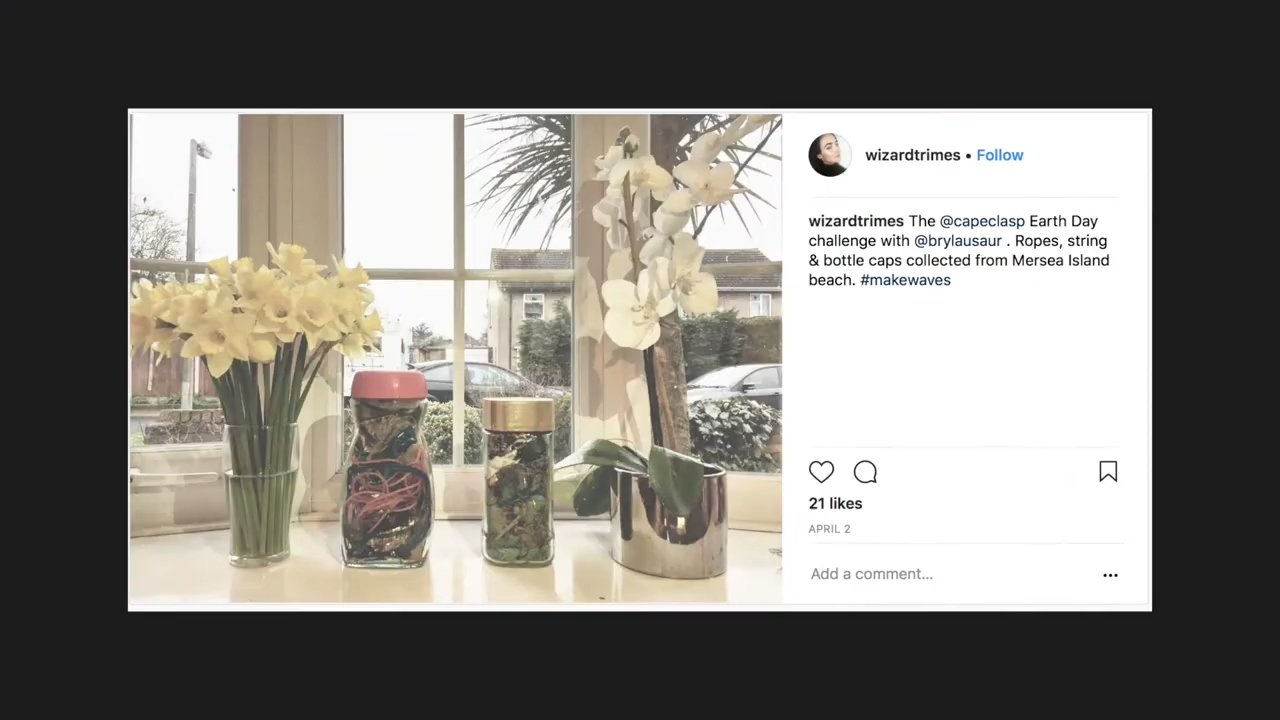 wizardtrimes • Follow
wizardtrimes The @capeclasp Earth Day
challenge with @brylausaur . Ropes, string
& bottle caps collected from Mersea Island
beach. #makewaves
21 likes
APRIL 2
Add a comment...